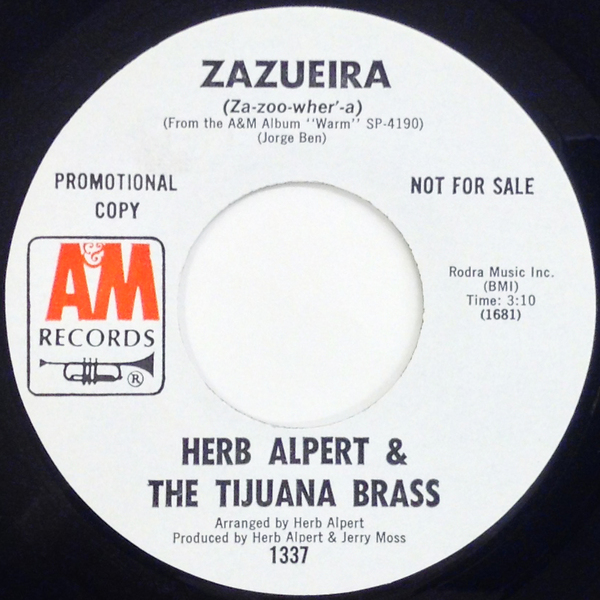 ZAZUEIRA
(Za-zoo-wher'-a)
(From the A&M Album "Warm" SP-4190)
(Jorge Ben)
PROMOTIONAL
COPY
NOT FOR SALE
A&M
RECORDS
®
Rodra Music Inc.
(BMI)
Time: 3:10
(1681)
HERB ALPERT &
THE TIJUANA BRASS
Arranged by Herb Alpert
Produced by Herb Alpert & Jerry Moss
1337